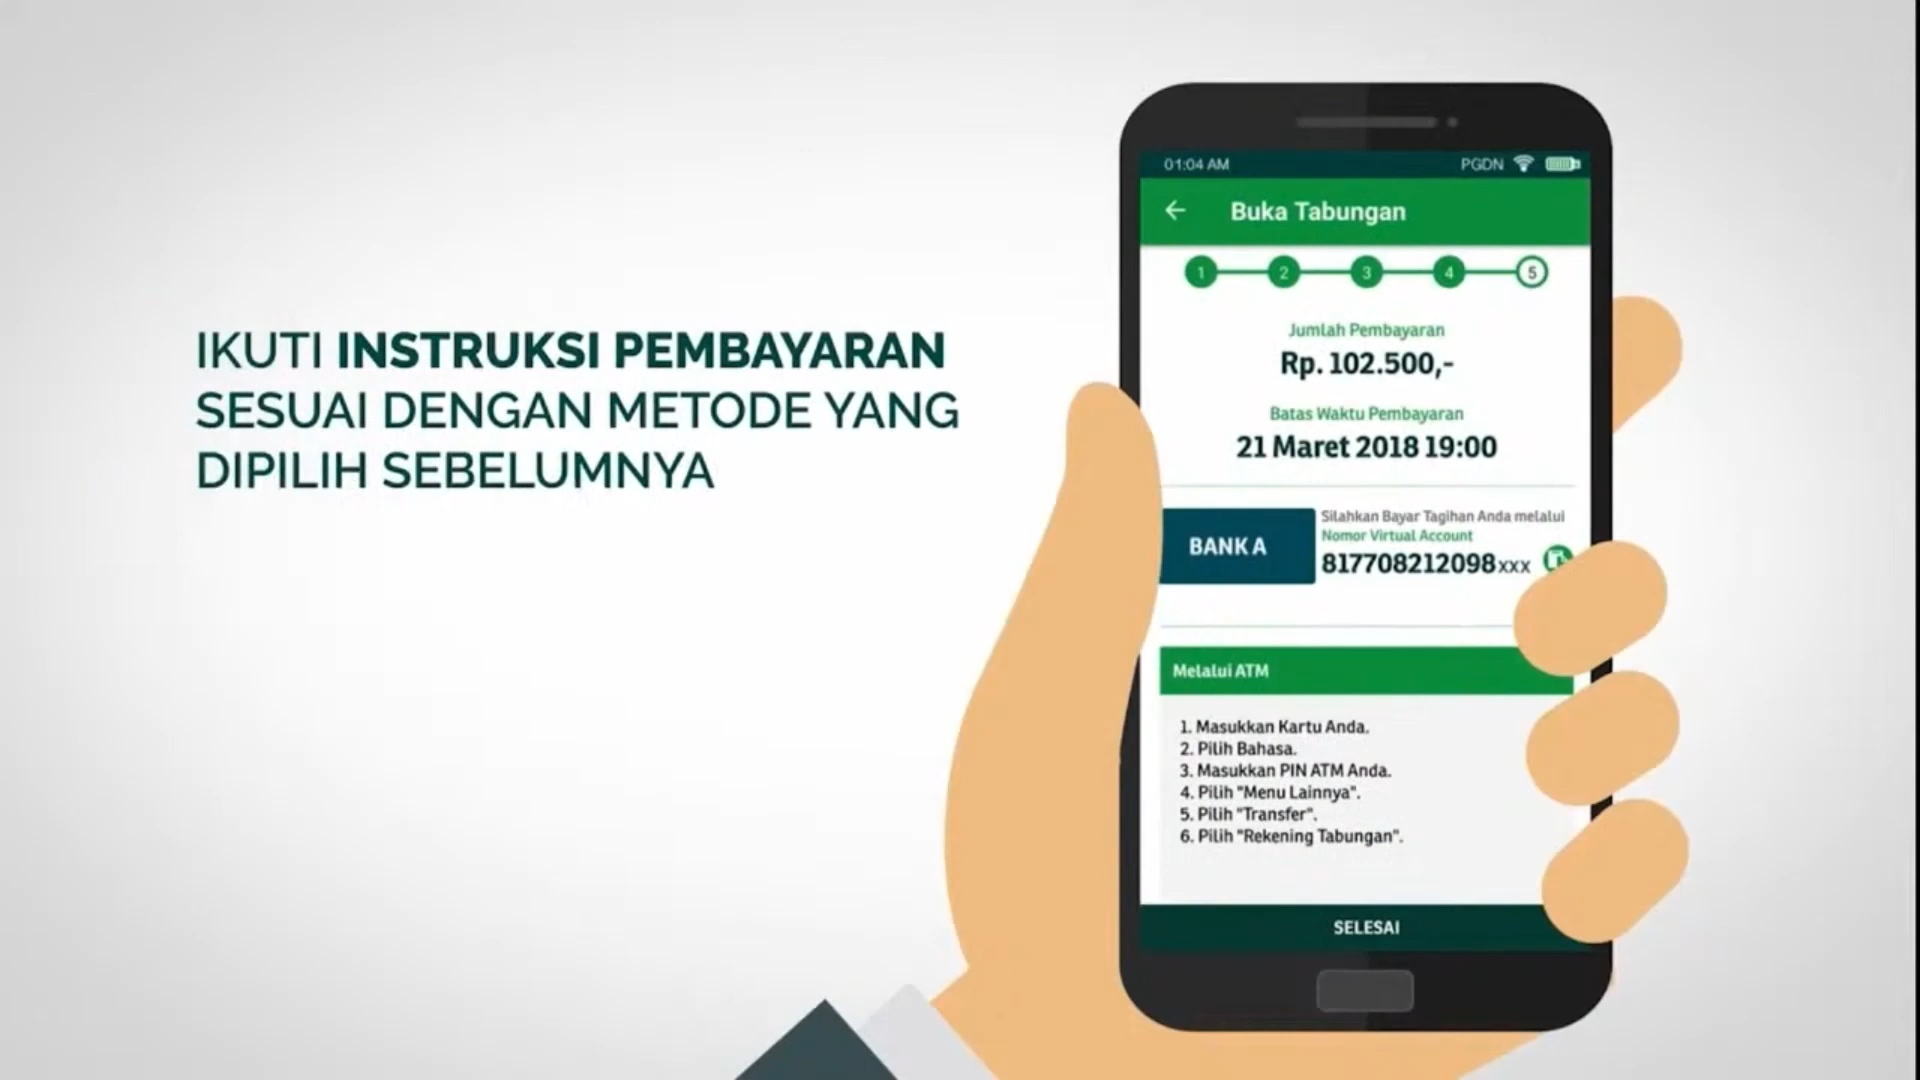 IKUTI INSTRUKSI PEMBAYARAN
SESUAI DENGAN METODE YANG
DIPILIH SEBELUMNYA
01:04 AM PGDN
Buka Tabungan
1 2 3 4 5
Jumlah Pembayaran
Rp. 102.500,-
Batas Waktu Pembayaran
21 Maret 2018 19:00
BANK A
Silahkan Bayar Tagihan Anda melalui
Nomor Virtual Account
817708212098xxx
Melalui ATM
1. Masukkan Kartu Anda.
2. Pilih Bahasa.
3. Masukkan PIN ATM Anda.
4. Pilih "Menu Lainnya".
5. Pilih "Transfer".
6. Pilih "Rekening Tabungan".
SELESAI